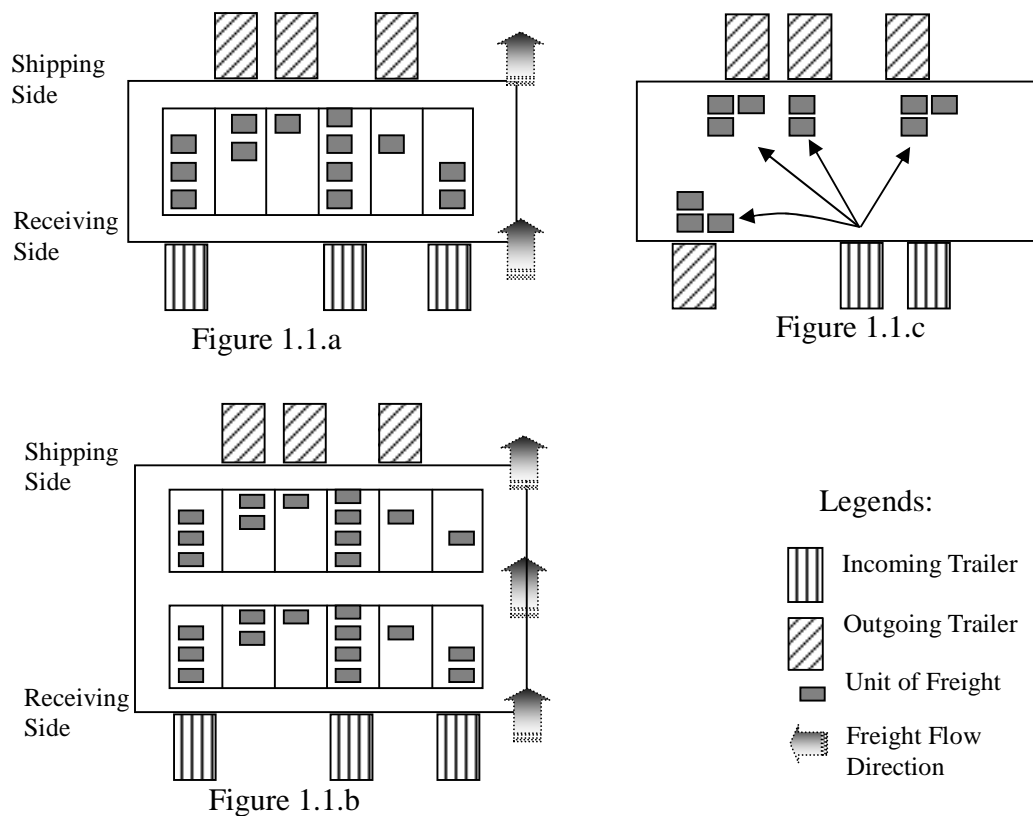 Shipping
Side
Receiving
Side
Figure 1.1.a
Figure 1.1.c
Shipping
Side
Receiving
Side
Figure 1.1.b
Legends:
Incoming Trailer
Outgoing Trailer
Unit of Freight
Freight Flow
Direction